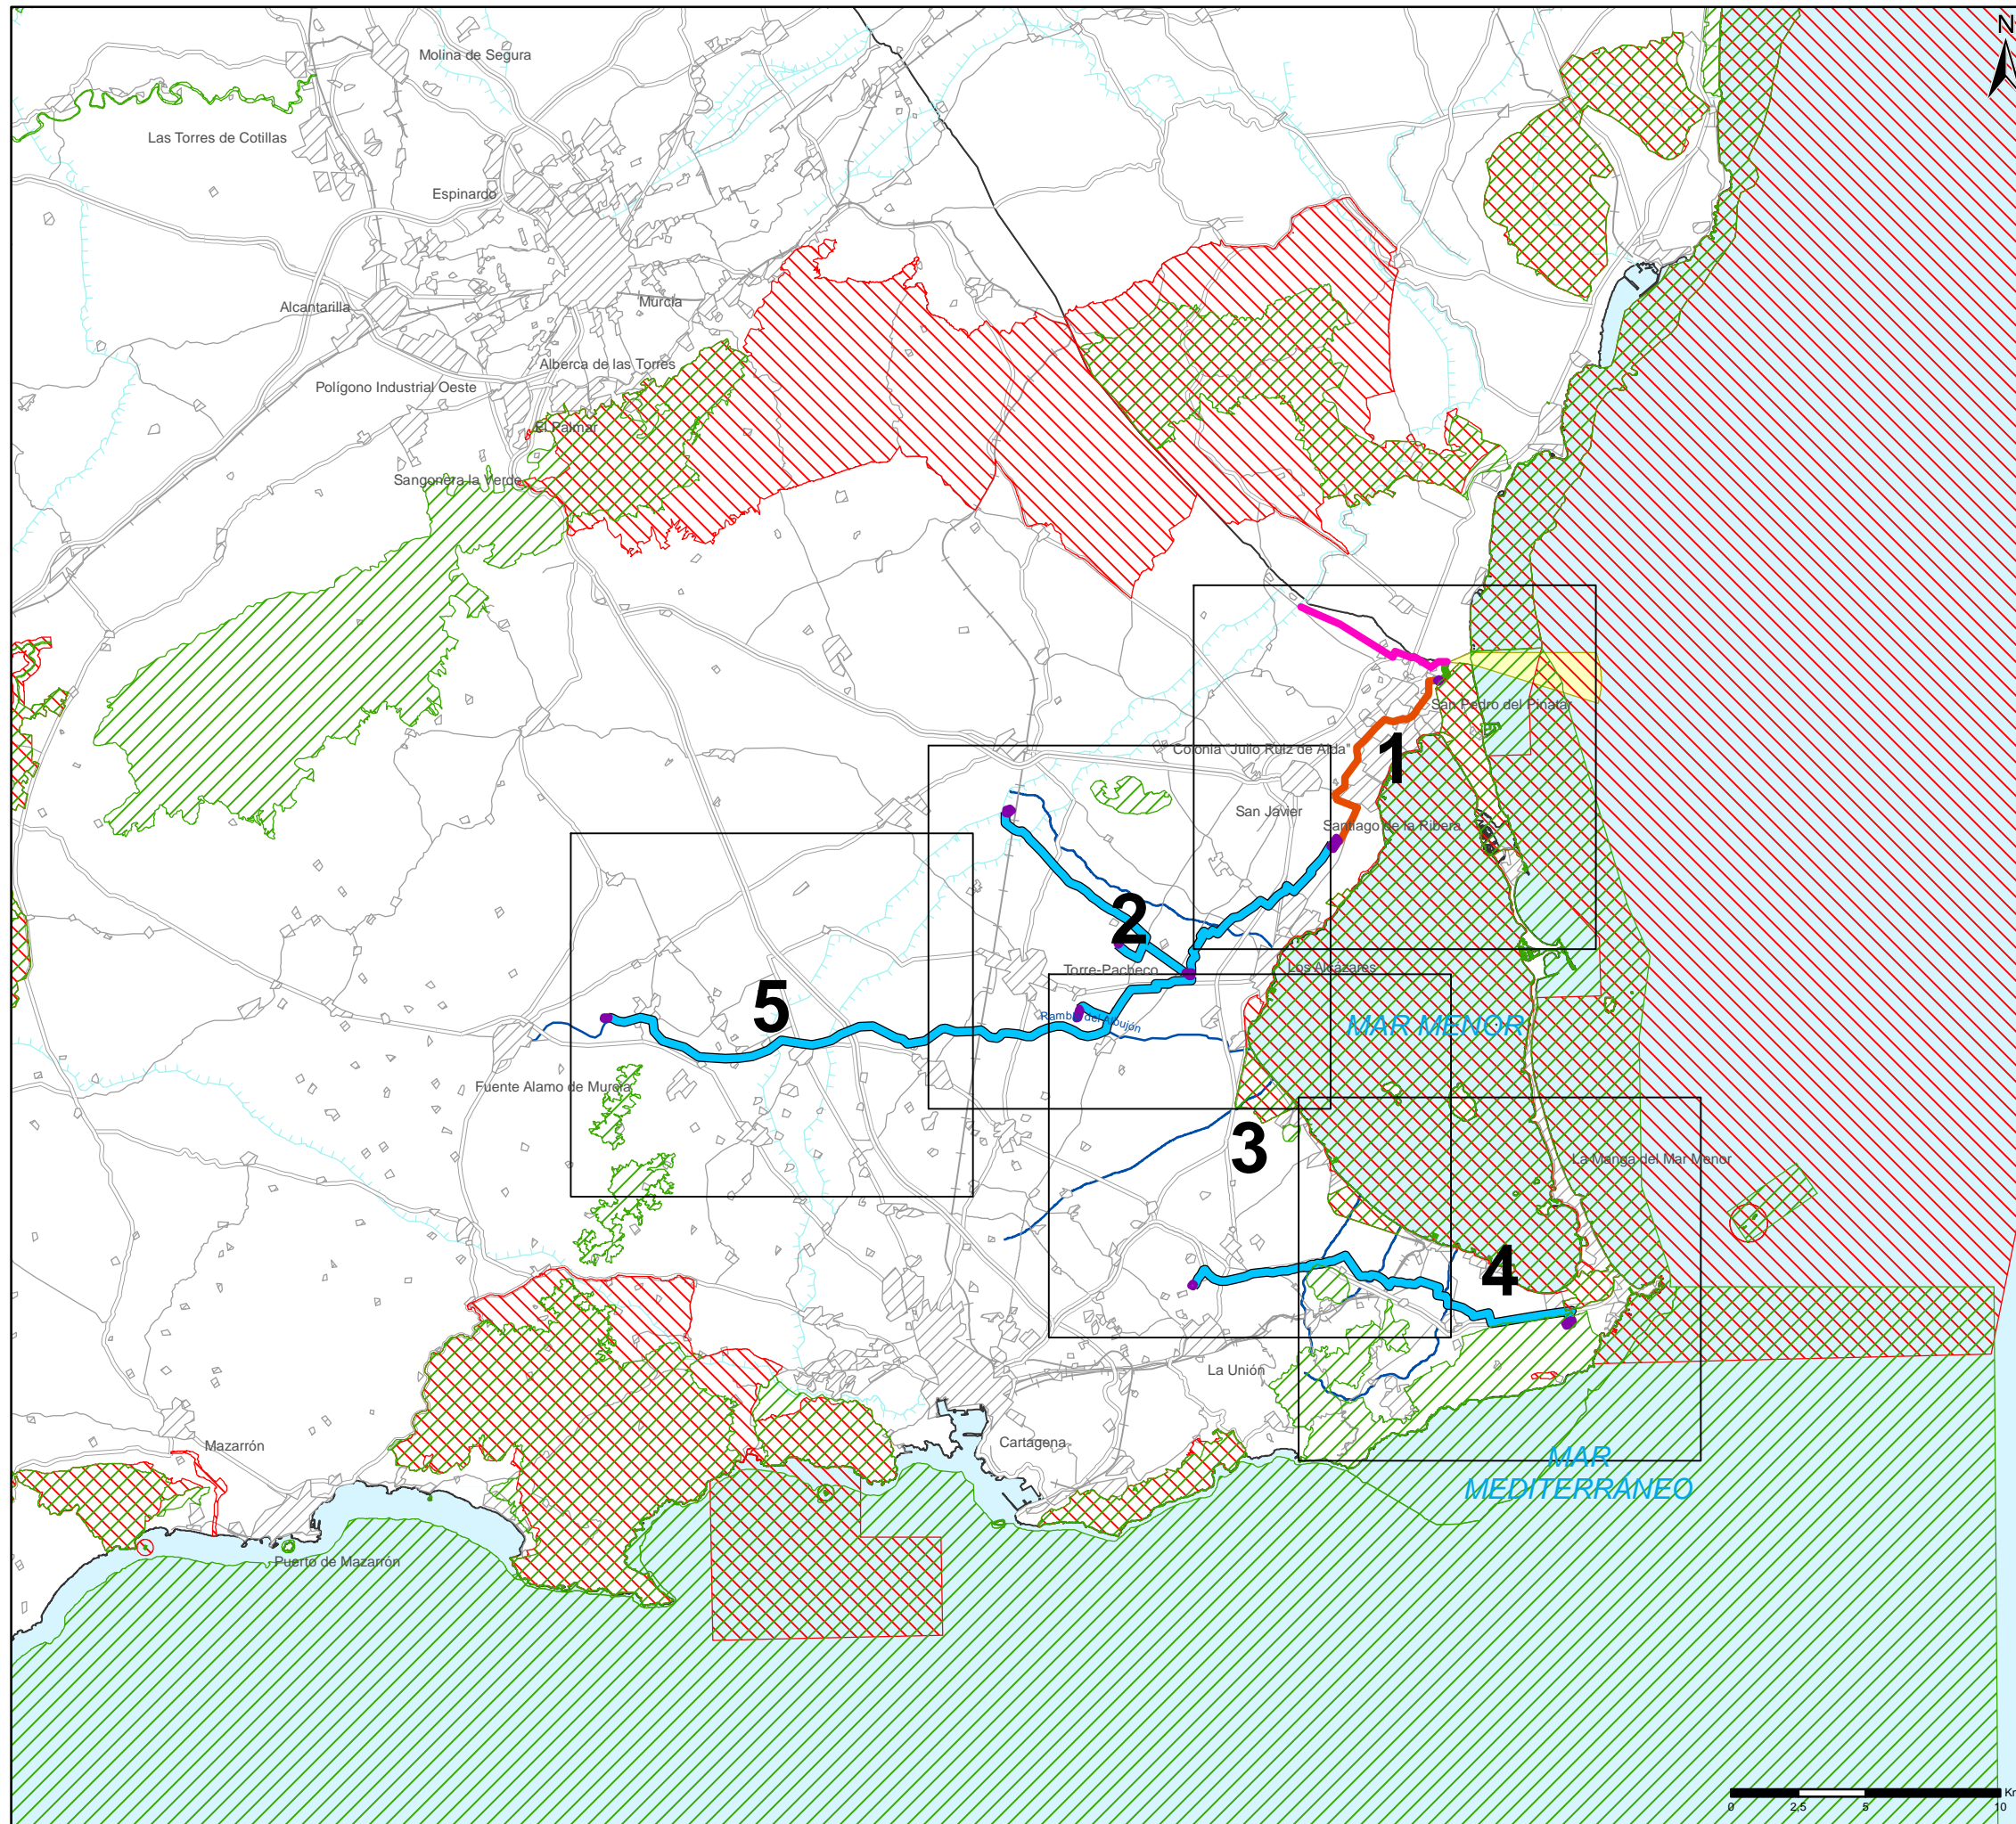 N
Molina de Segura
Las Torres de Cotillas
Espinardo
Murcia
Alcantarilla
Alberca de las Torres
Polígono Industrial Oeste
El Palmar
Sangonera la Verde
San Pedro del Pinatar
1
Colonia "Julio Ruiz de Alda"
San Javier
Santiago de la Ribera
2
Torre-Pacheco
Los Alcázares
5
Rambla del Albujón
MAR MENOR
Fuente Alamo de Murcia
3
La Manga del Mar Menor
4
La Unión
Mazarrón
Cartagena
MAR
MEDITERRÁNEO
Puerto de Mazarrón
Km
0 2,5 5 10